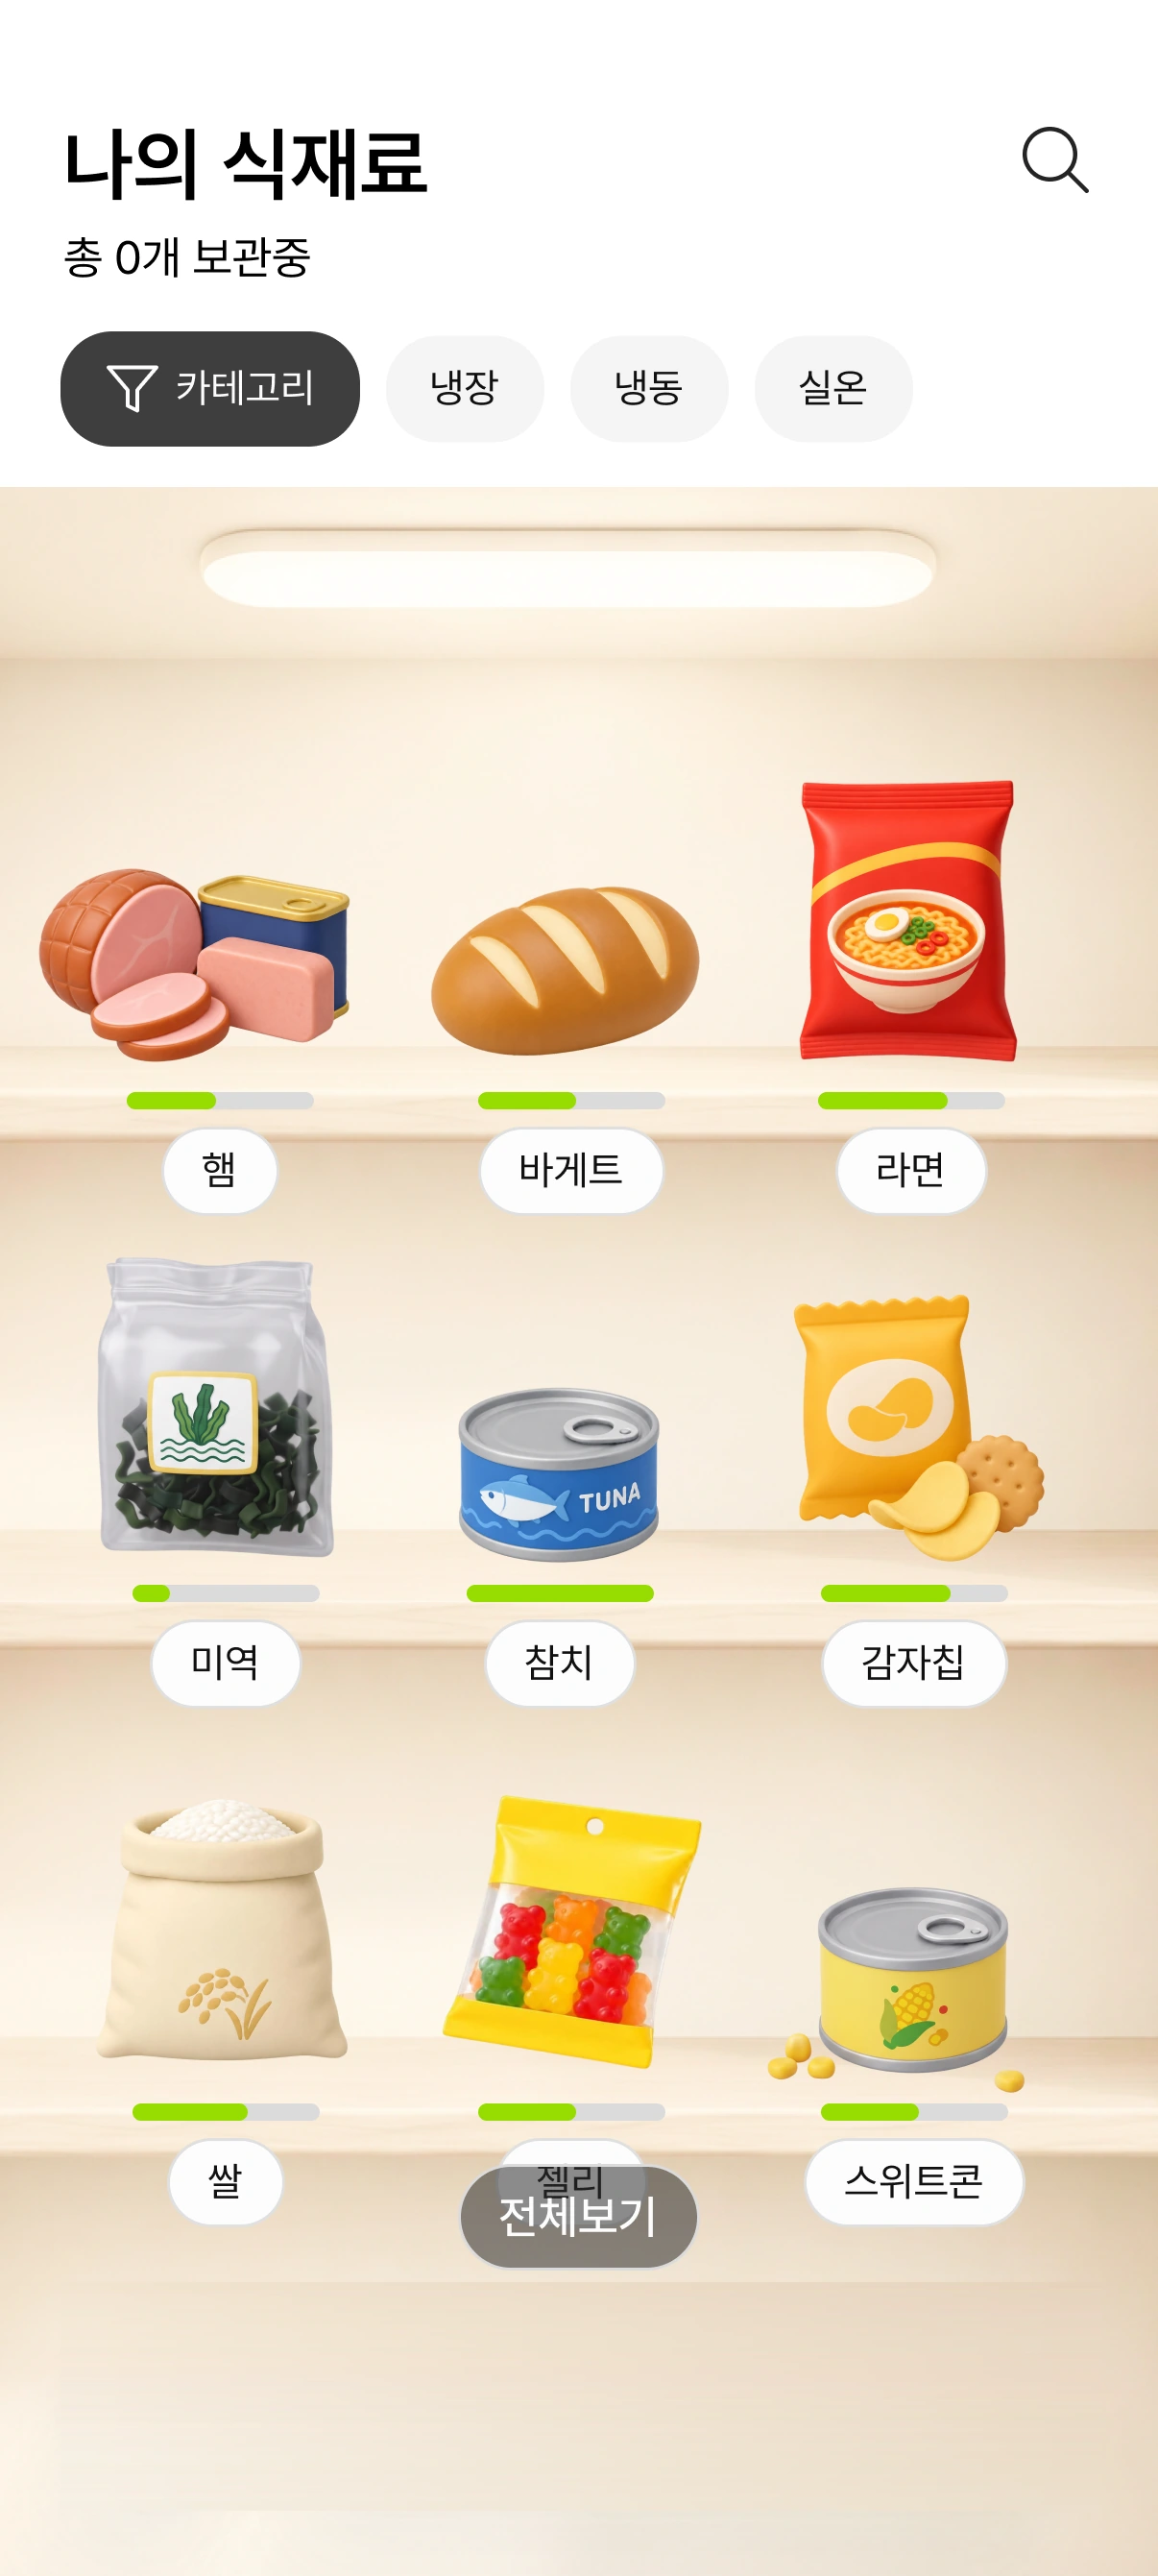 나의 식재료
총 0개 보관중
카테고리 냉장 냉동 실온
햄 바게트 라면
TUNA
미역 참치 감자칩
쌀 젤리 스위트콘
전체보기